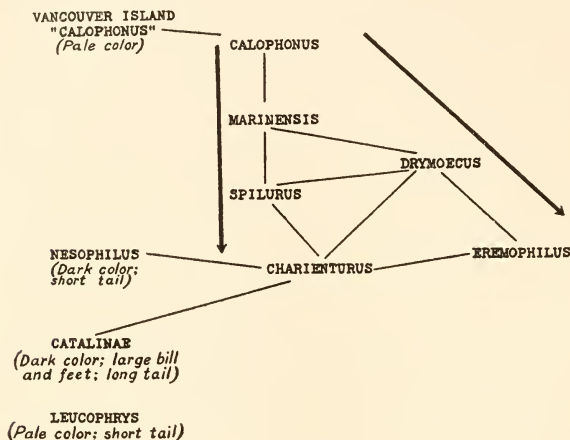 VANCOUVER ISLAND
"CALOPHONUS"
(Pale color)
CALOPHONUS
MARINENSIS
DRYMOECUS
SPILURUS
NESOPHILUS
(Dark color;
short tail)
CHARIENTURUS
EREMOPHILUS
CATALINAE
(Dark color; large bill
and feet; long tail)
LEUCOPHRYS
(Pale color; short tail)